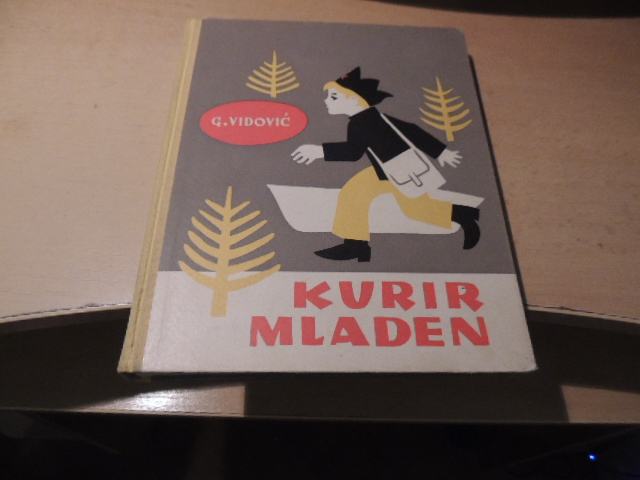 G. VIDOVIĆ
KURIR
MLADEN